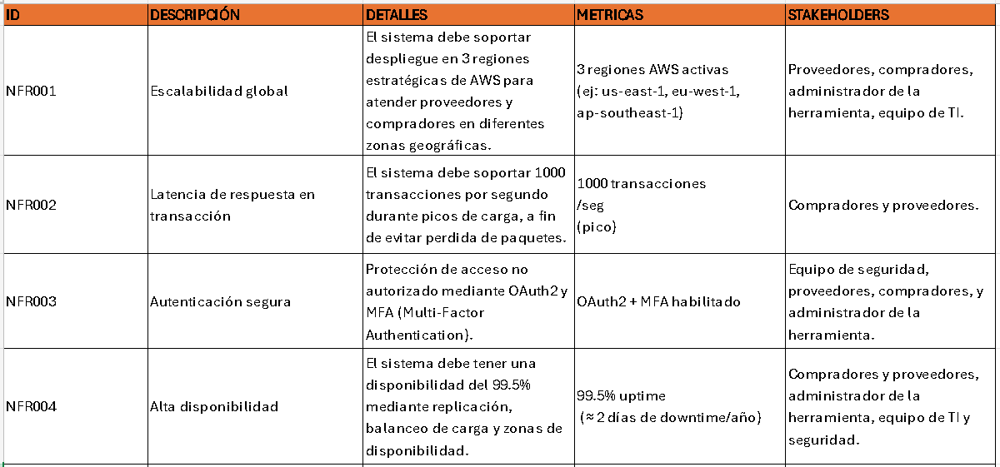 ID DESCRIPCIÓN DETALLES METRICAS STAKEHOLDERS
NFR001
Escalabilidad global
El sistema debe soportar
despliegue en 3 regiones
estratégicas de AWS para
atender proveedores y
compradores en diferentes
zonas geográficas.
3 regiones AWS activas
(ej: us-east-1, eu-west-1,
ap-southeast-1)
Proveedores, compradores,
administrador de la
herramienta, equipo de TI.
NFR002
Latencia de respuesta en
transacción
El sistema debe soportar 1000
transacciones por segundo
durante picos de carga, a fin
de evitar perdida de paquetes.
1000 transacciones
/seg
(pico)
Compradores y proveedores.
NFR003
Autenticación segura
Protección de acceso no
autorizado mediante OAuth2 y
MFA (Multi-Factor
Authentication).
OAuth2 + MFA habilitado
Equipo de seguridad,
proveedores, compradores, y
administrador de la
herramienta.
NFR004
Alta disponibilidad
El sistema debe tener una
disponibilidad del 99.5%
mediante replicación,
balanceo de carga y zonas de
disponibilidad.
99.5% uptime
(≈ 2 días de downtime/año)
Compradores y proveedores,
administrador de la
herramienta, equipo de TI y
seguridad.